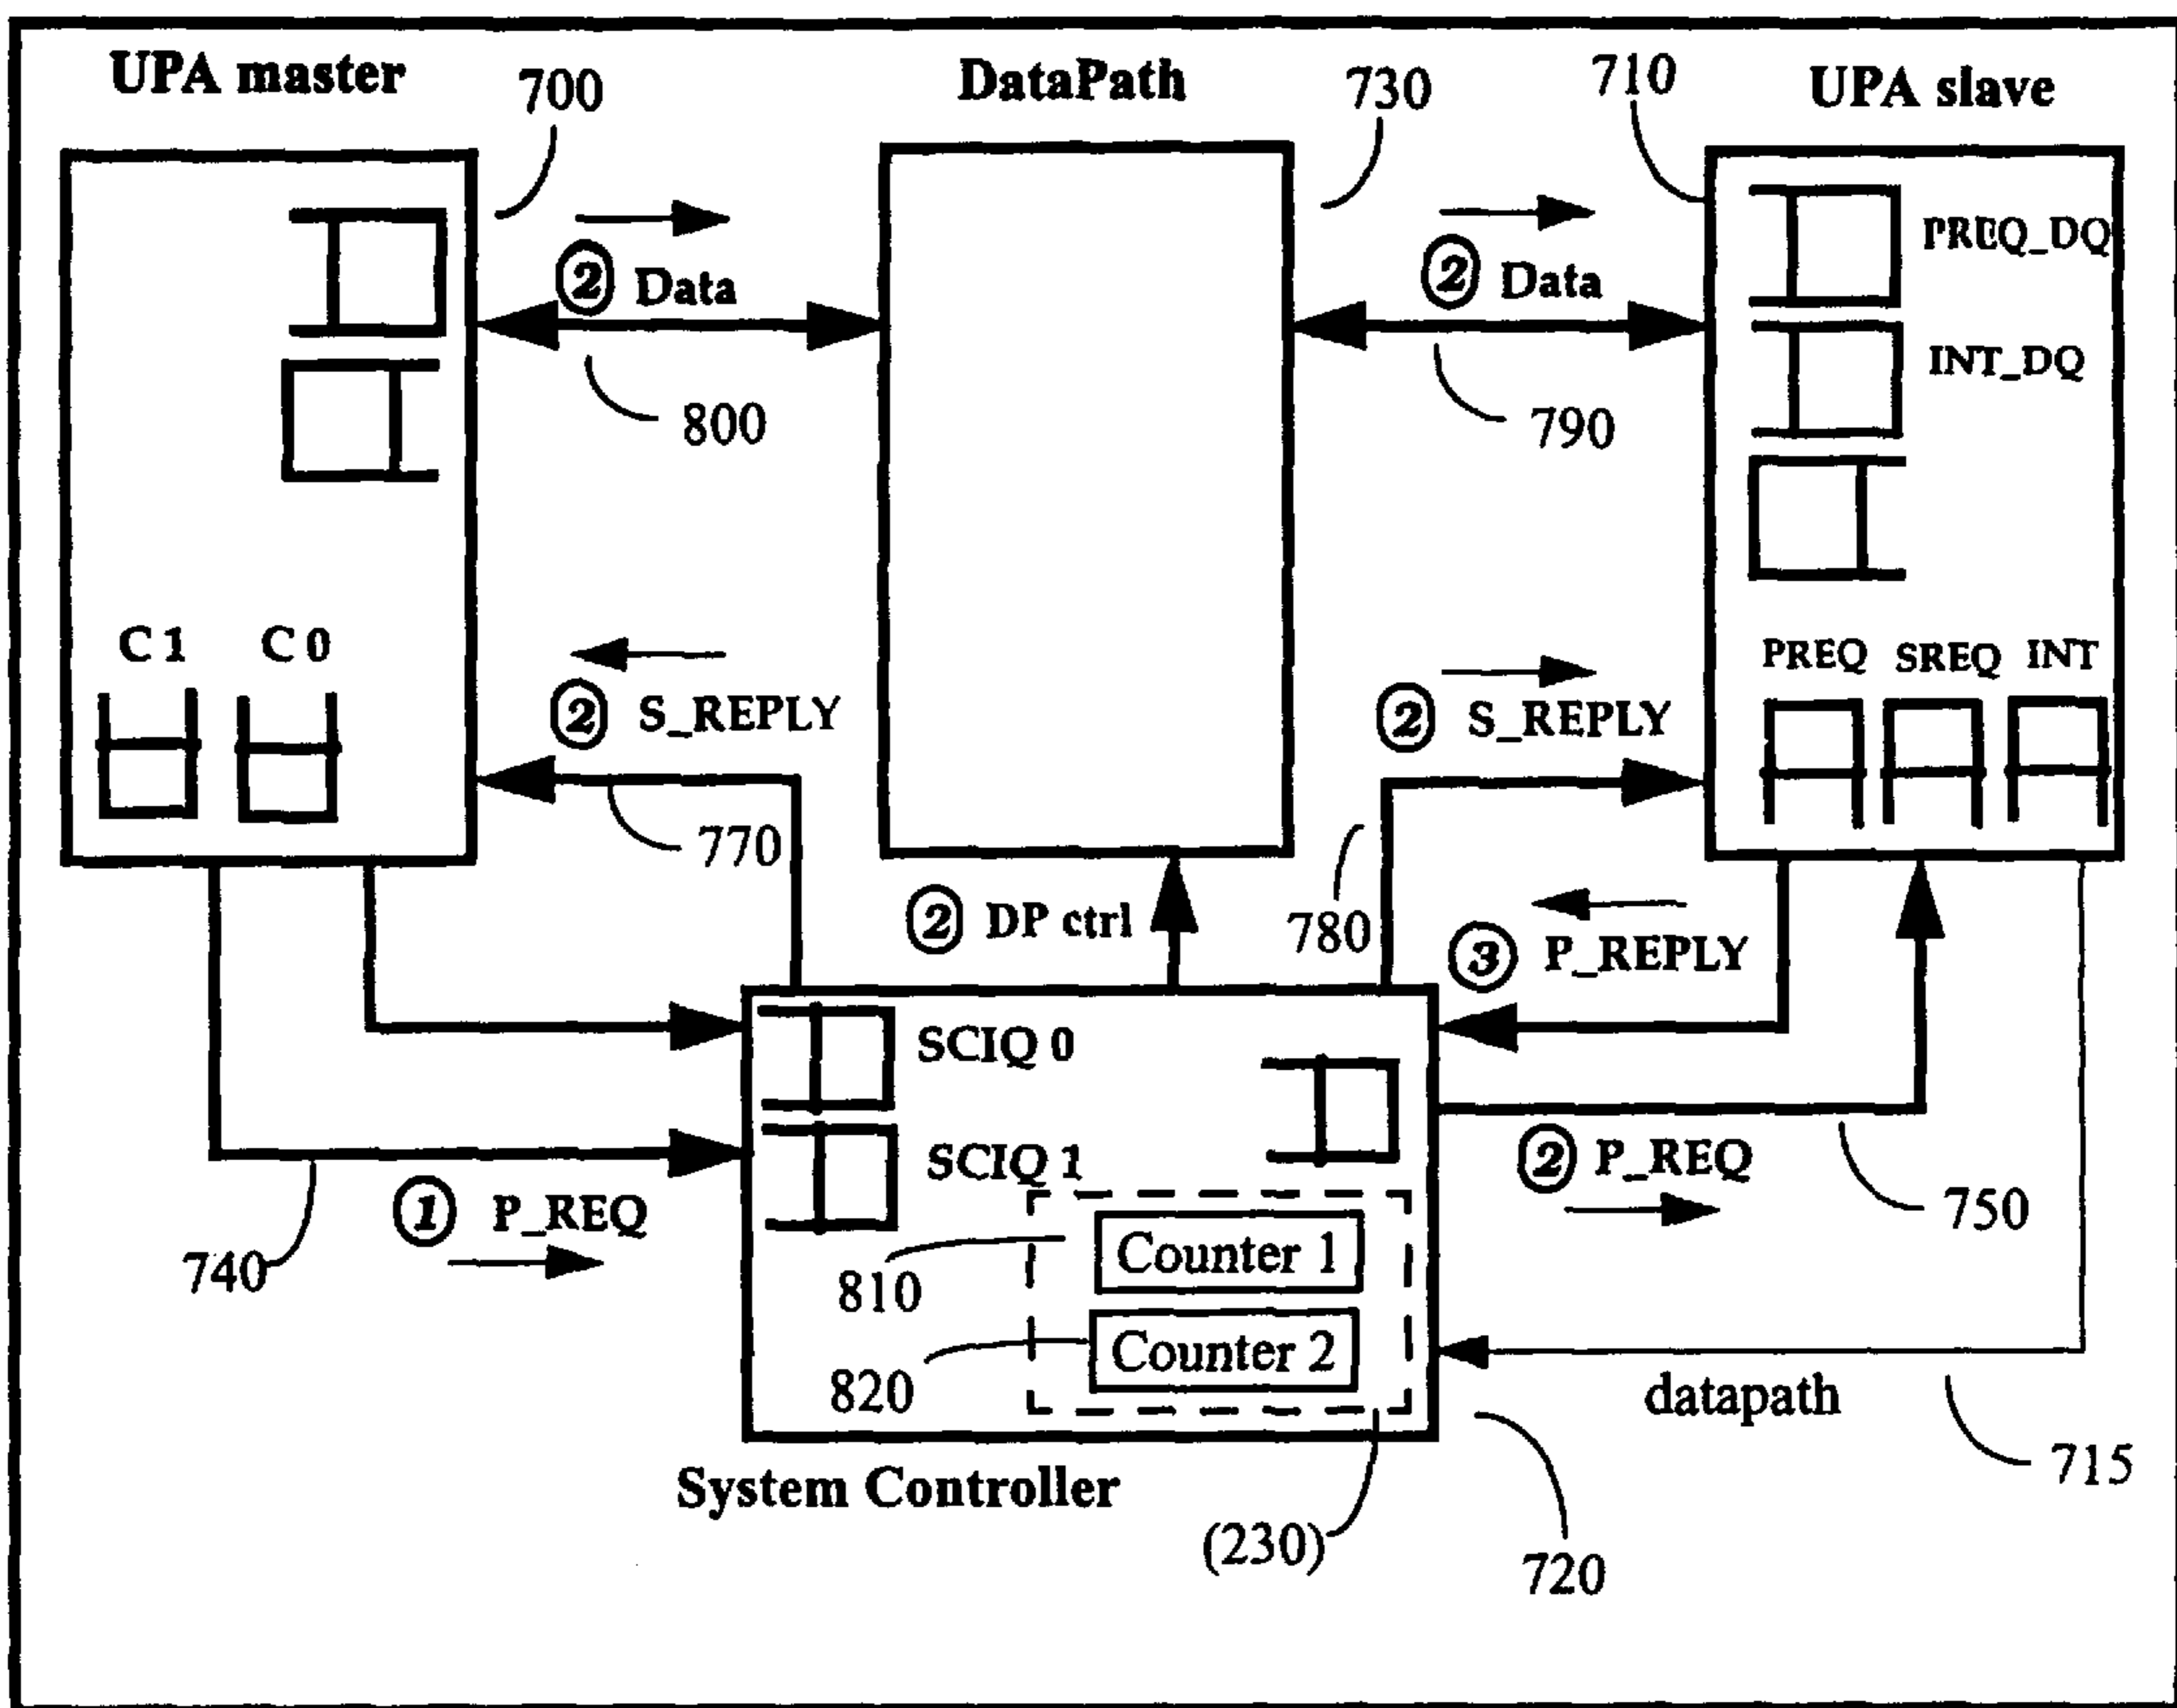 UPA master
700
DataPath
730
710
UPA slave
PREQ_DQ
② Data
② Data
INT_DQ
800
790
C 1
C 0
PREQ
SREQ
INT
② S_REPLY
② S_REPLY
770
② DP ctrl
780
③ P_REPLY
SCIQ 0
SCIQ 1
② P_REQ
① P_REQ
750
740
810
Counter 1
Counter 2
820
datapath
715
System Controller
(230)
720